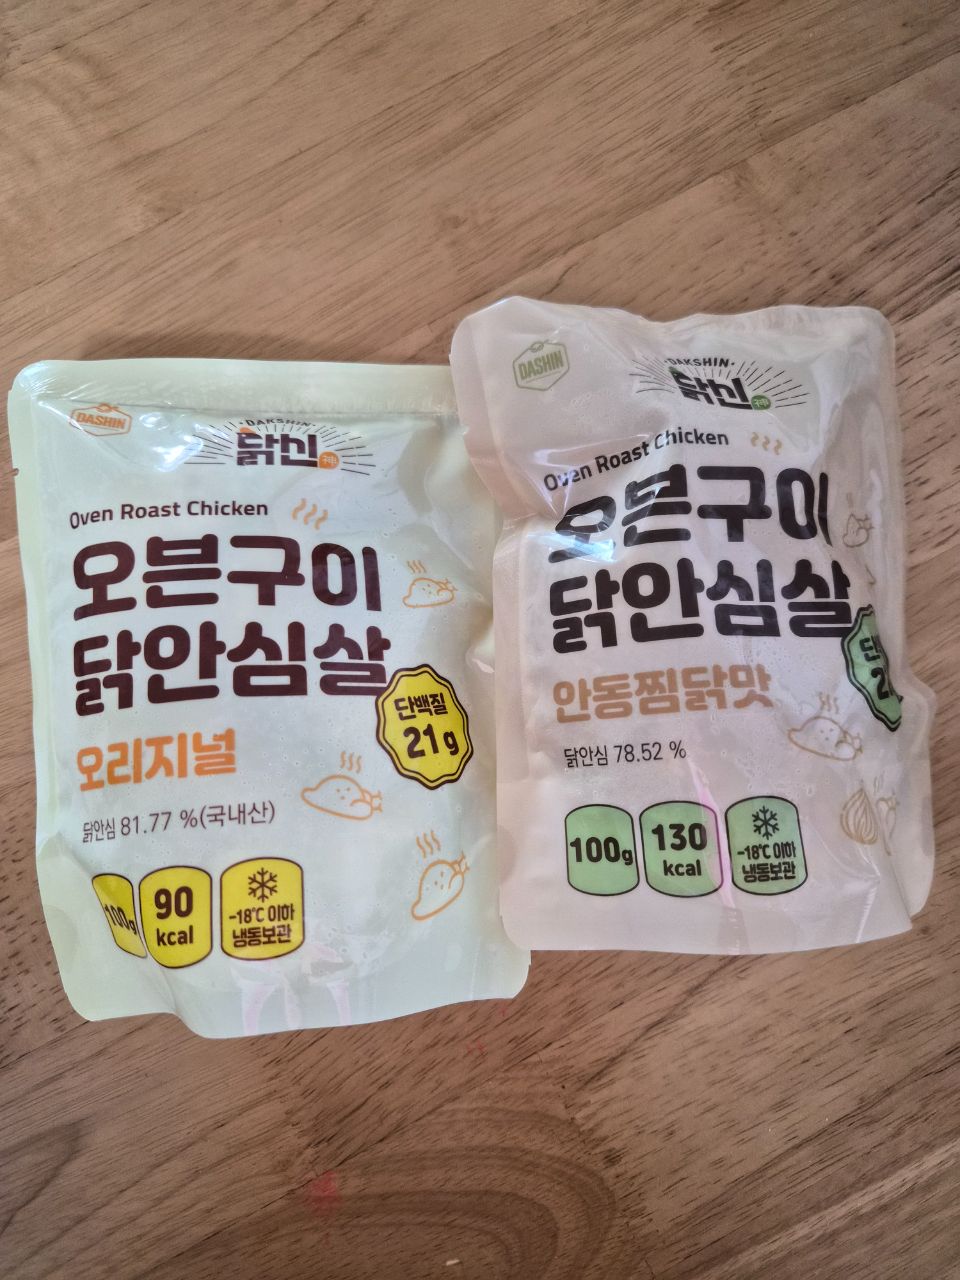 DASHIN
DAKSHIN
닭신 神
Oven Roast Chicken
오븐구이
닭안심살
오리지널
단백질
21g
닭안심 81.77 %(국내산)
100g
90
kcal
-18℃ 이하
냉동보관
DASHIN
DAKSHIN
닭신 神
Oven Roast Chicken
오븐구이
닭안심살
안동찜닭맛
닭안심 78.52 %
100g
130
kcal
-18℃ 이하
냉동보관